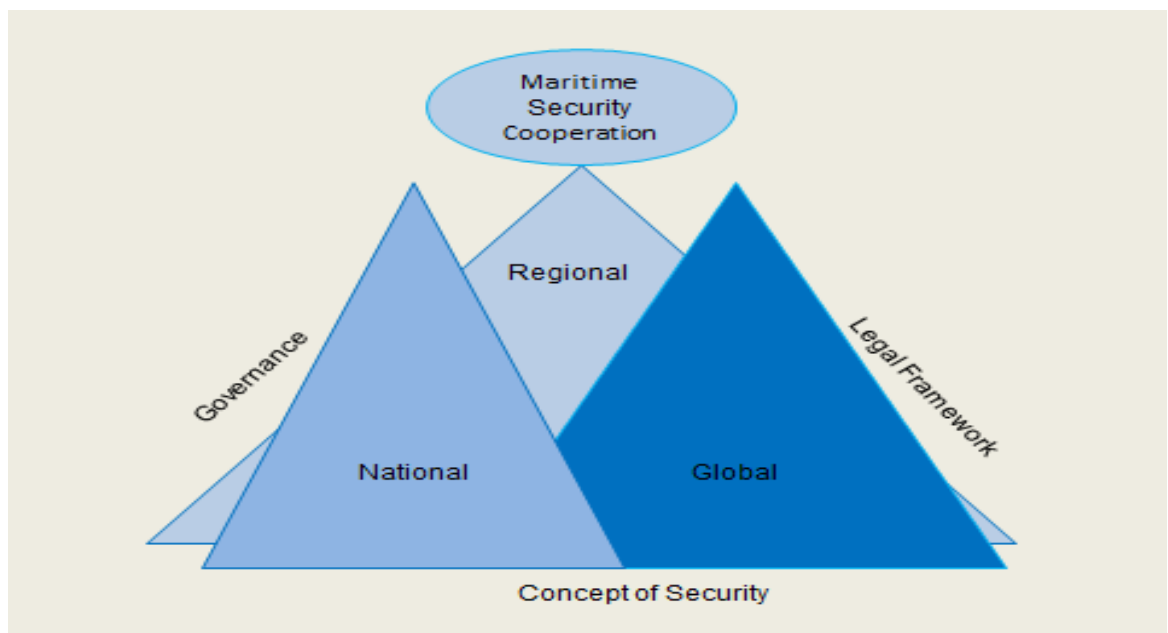 Maritime
Security
Cooperation
Regional
Governance
Legal Framework
National
Global
Concept of Security